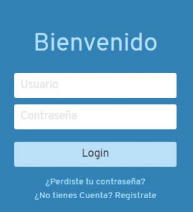 Bienvenido
Usuario
Contraseña
Login
¿Perdiste tu contraseña?
¿No tienes Cuenta? Registrate